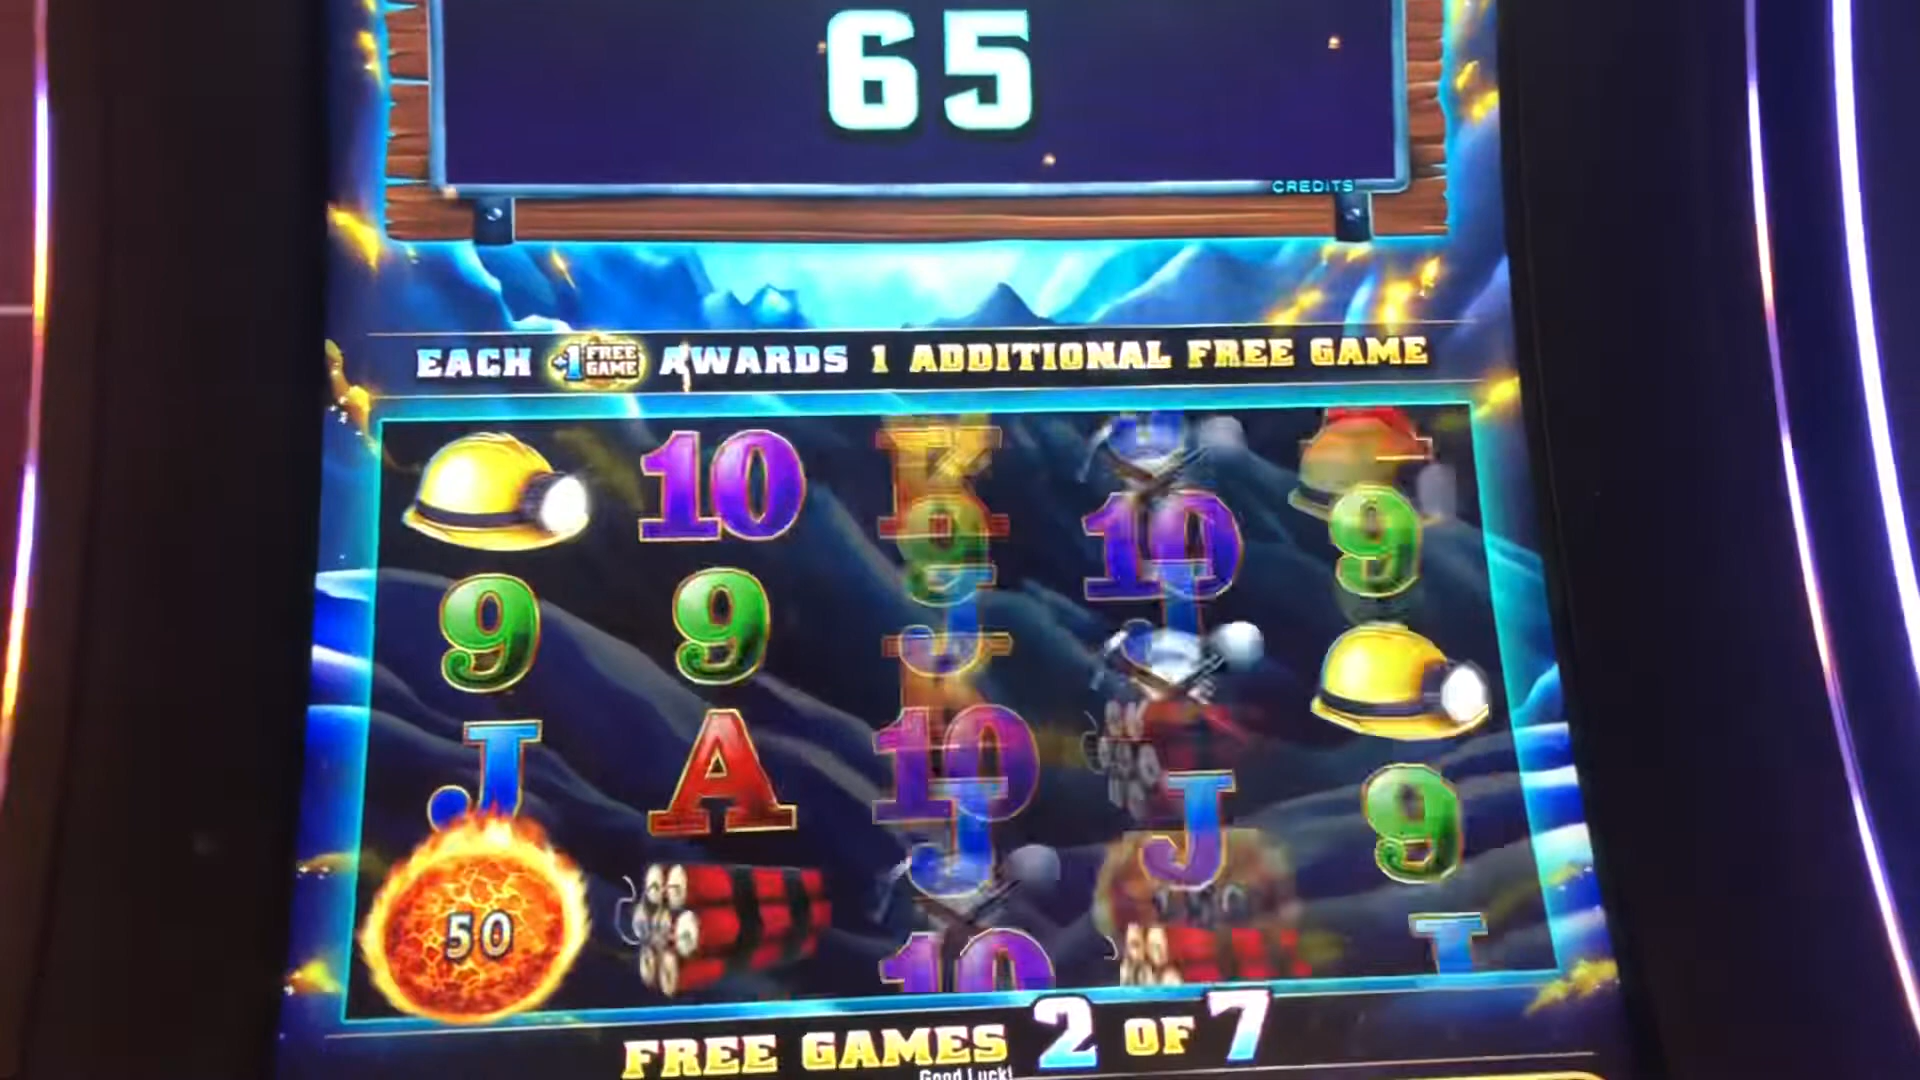 65
CREDITS
EACH +1 FREE GAME AWARDS 1 ADDITIONAL FREE GAME
10 K
10 9
9 9 9
J J
J A 10 J 9
50 J J
10
FREE GAMES 2 OF 7
Good Luck!